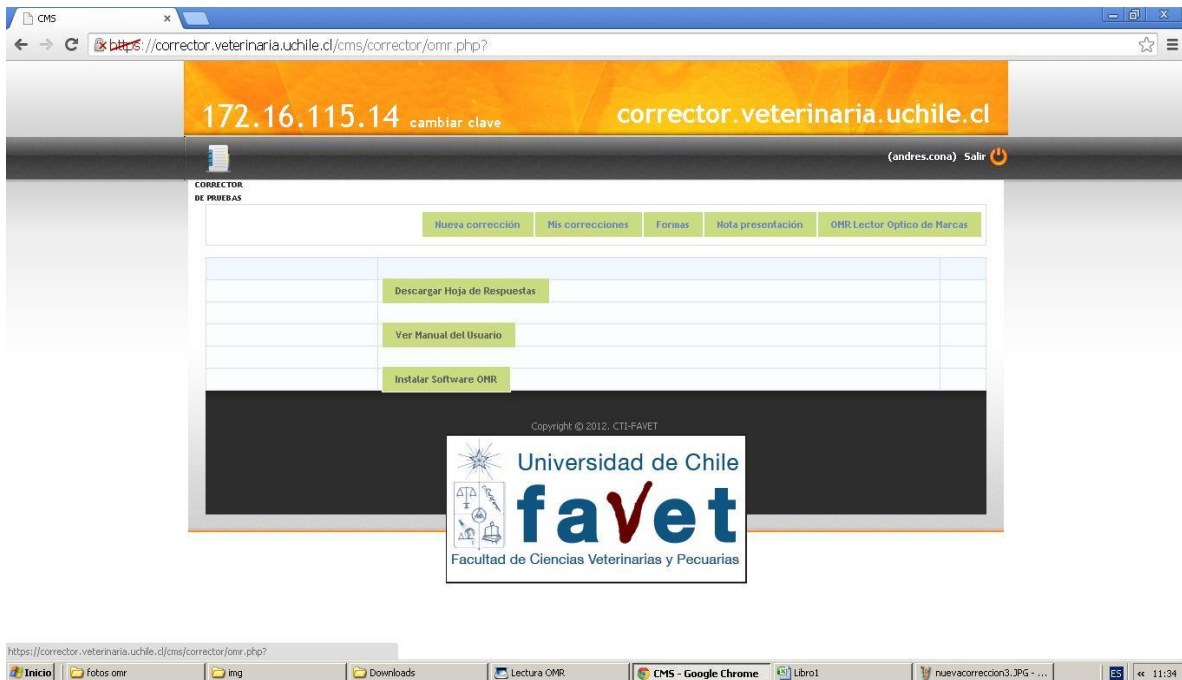 CMS
https://corrector.veterinaria.uchile.cl/cms/corrector/omr.php?
172.16.115.14 cambiar clave corrector.veterinaria.uchile.cl
(andres.cona) Salir
CORRECTOR
DE PRUEBAS
Nueva corrección Mis correcciones Formas Nota presentación OMR Lector Optico de Marcas
Descargar Hoja de Respuestas
Ver Manual del Usuario
Instalar Software OMR
Copyright © 2012. CTI-FAVET
Universidad de Chile
favet
Facultad de Ciencias Veterinarias y Pecuarias
https://corrector.veterinaria.uchile.cl/cms/corrector/omr.php?
Inicio fotos omr img Downloads Lectura OMR CMS - Google Chrome Libro1 nuevacorreccion3.JPG - ... ES « 11:34